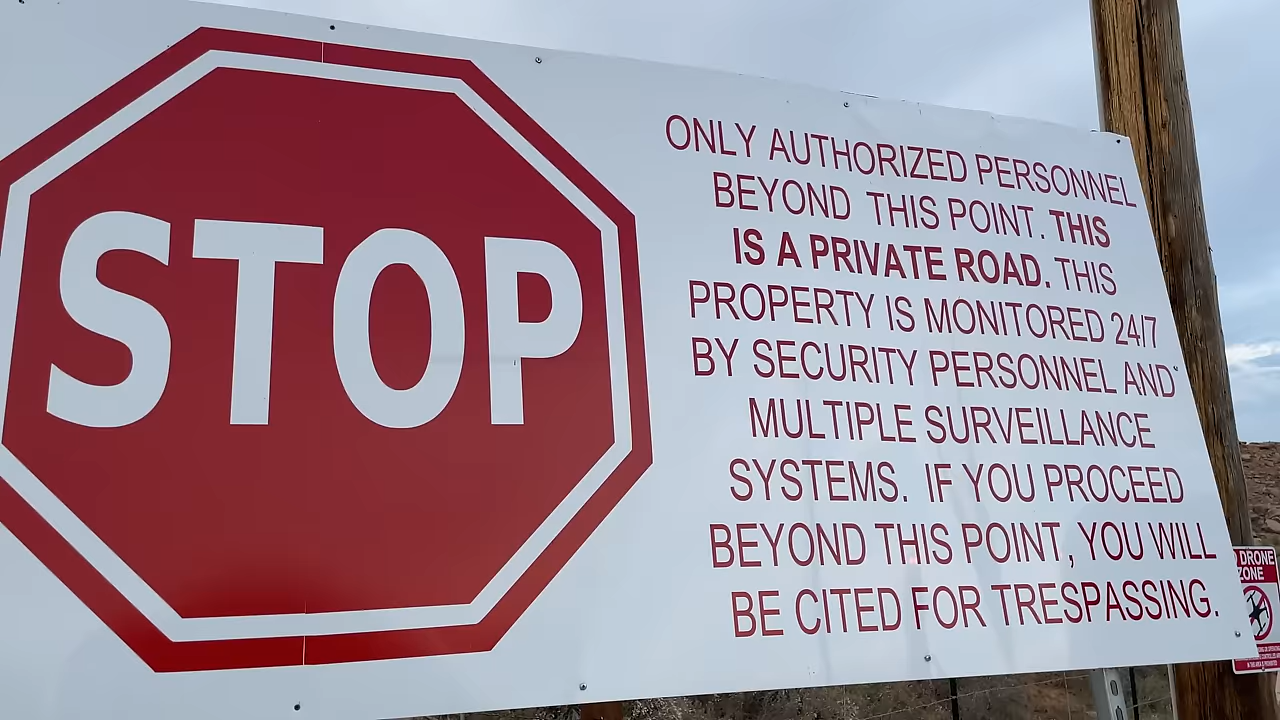 STOP
ONLY AUTHORIZED PERSONNEL
BEYOND THIS POINT. THIS
IS A PRIVATE ROAD. THIS
PROPERTY IS MONITORED 24/7
BY SECURITY PERSONNEL AND
MULTIPLE SURVEILLANCE
SYSTEMS. IF YOU PROCEED
BEYOND THIS POINT, YOU WILL
BE CITED FOR TRESPASSING.
DRONE
ZONE